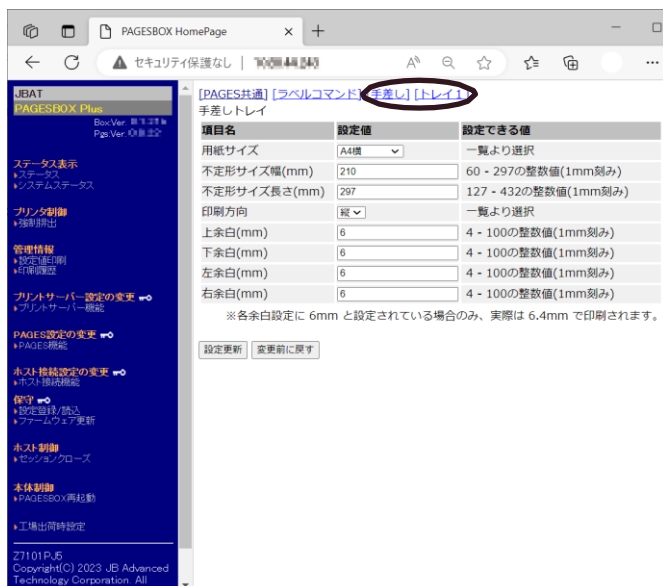 PAGESBOX HomePage
セキュリティ保護なし
JBAT
PAGESBOX Plus
Box:Ver.
Pgs:Ver.
ステータス表示
ステータス
システムステータス
プリンタ制御
強制排出
管理情報
設定値印刷
印刷履歴
プリントサーバー設定の変更
プリントサーバー機能
PAGES設定の変更
PAGES機能
ホスト接続設定の変更
ホスト接続機能
保守
設定登録/読込
ファームウェア更新
ホスト制御
セッションクローズ
本体制御
PAGESBOX再起動
工場出荷時設定
Z7101PJ5
Copyright(C) 2023 JB Advanced
Technology Corporation. All
[PAGES共通] [ラベルコマンド] [手差し] [トレイ1]
手差しトレイ
項目名 設定値 設定できる値
用紙サイズ A4横 一覧より選択
不定形サイズ幅(mm) 210 60 - 297の整数値(1mm刻み)
不定形サイズ長さ(mm) 297 127 - 432の整数値(1mm刻み)
印刷方向 縦 一覧より選択
上余白(mm) 6 4 - 100の整数値(1mm刻み)
下余白(mm) 6 4 - 100の整数値(1mm刻み)
左余白(mm) 6 4 - 100の整数値(1mm刻み)
右余白(mm) 6 4 - 100の整数値(1mm刻み)
※各余白設定に 6mm と設定されている場合のみ、実際は 6.4mm で印刷されます。
設定更新 変更前に戻す